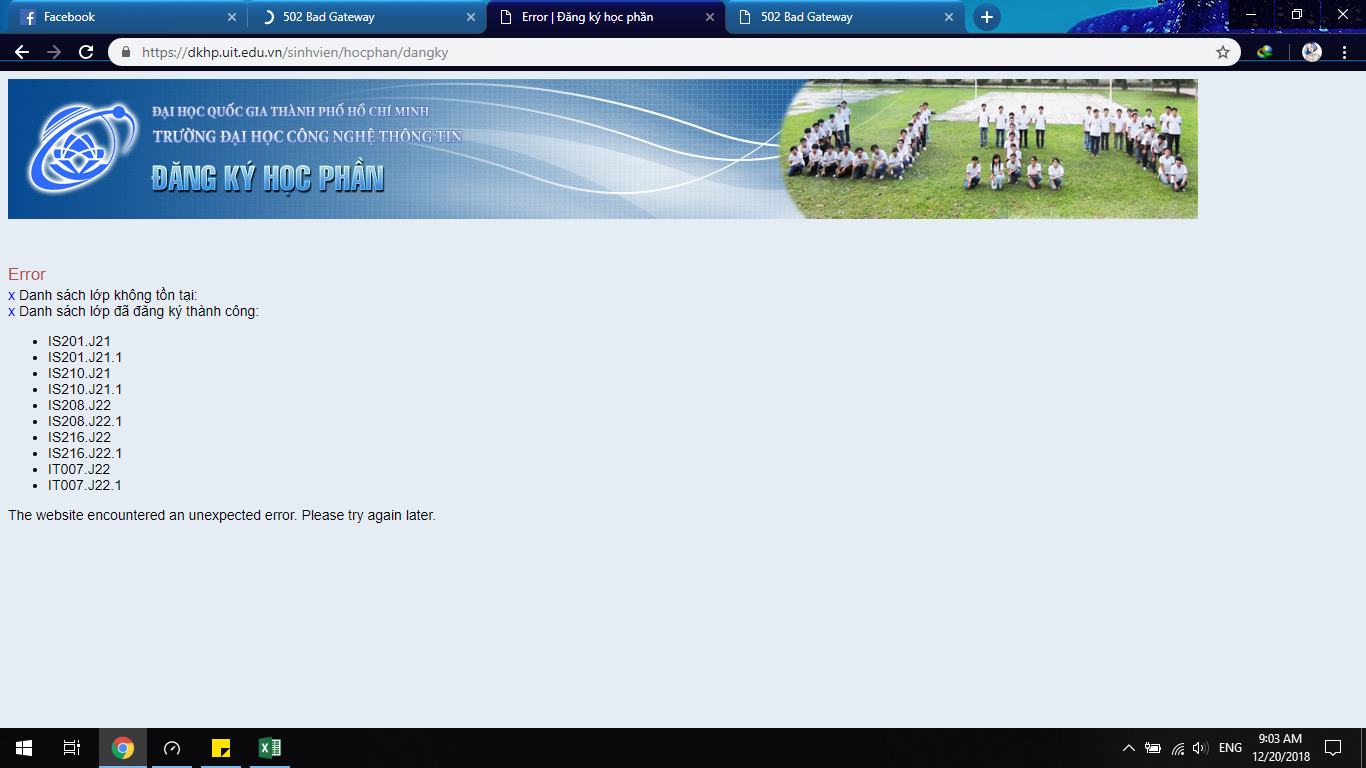 Facebook
502 Bad Gateway
Error | Đăng ký học phần
502 Bad Gateway
https://dkhp.uit.edu.vn/sinhvien/hocphan/dangky
ĐẠI HỌC QUỐC GIA THÀNH PHỐ HỒ CHÍ MINH
TRƯỜNG ĐẠI HỌC CÔNG NGHỆ THÔNG TIN
ĐĂNG KÝ HỌC PHẦN
Error
x Danh sách lớp không tồn tại:
x Danh sách lớp đã đăng ký thành công:
• IS201.J21
• IS201.J21.1
• IS210.J21
• IS210.J21.1
• IS208.J22
• IS208.J22.1
• IS216.J22
• IS216.J22.1
• IT007.J22
• IT007.J22.1
The website encountered an unexpected error. Please try again later.
ENG
9:03 AM
12/20/2018